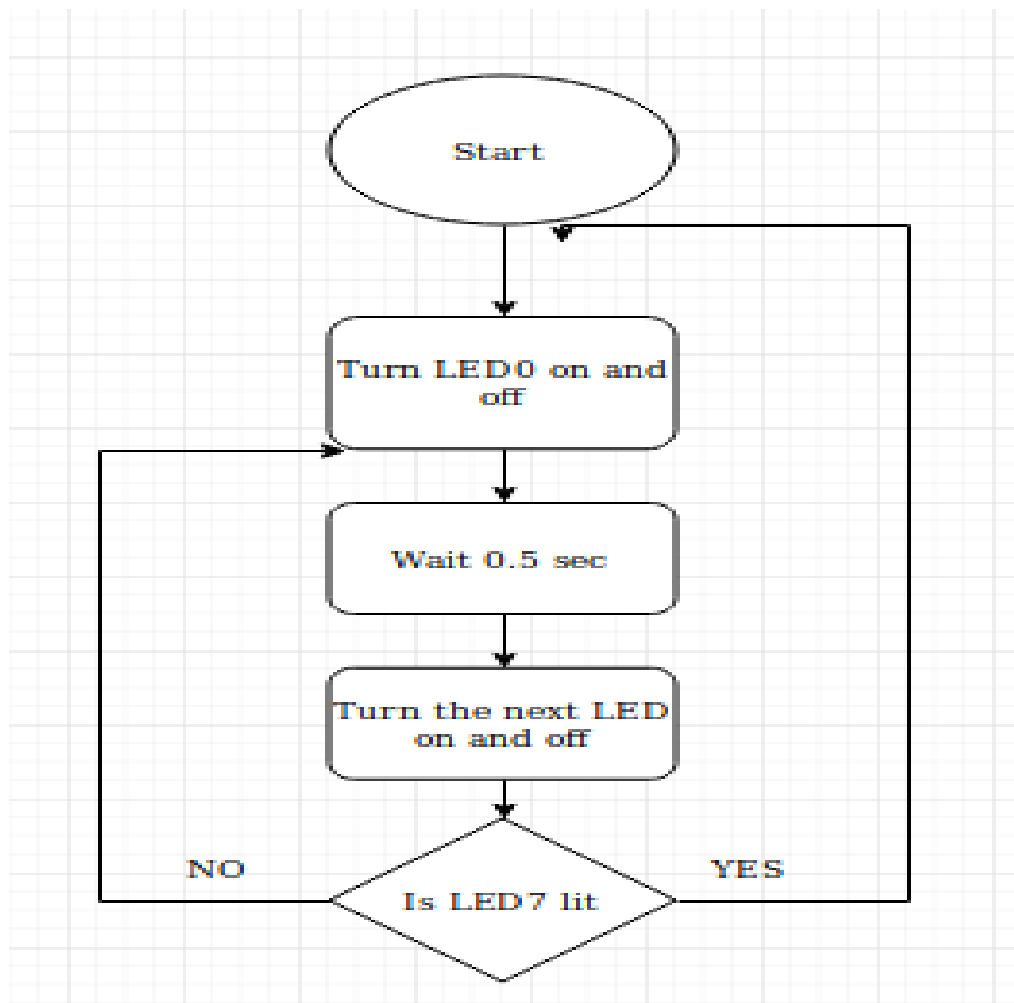 Start
Turn LED0 on and
off
Wait 0.5 sec
Turn the next LED
on and off
NO
Is LED7 lit
YES